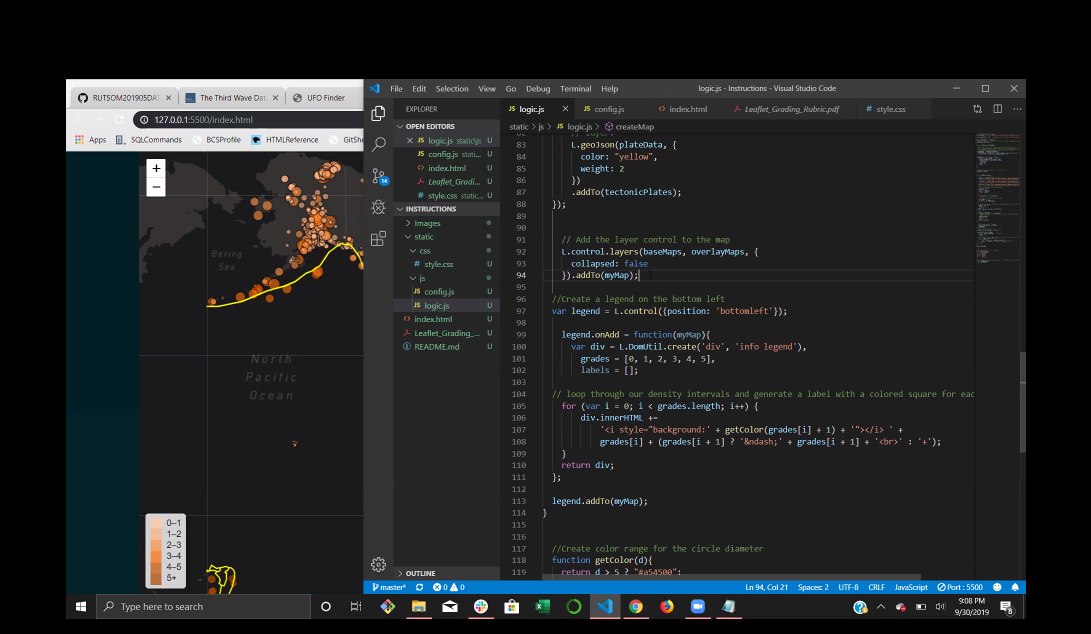 File Edit Selection View Go Debug Terminal Help logic.js - Instructions - Visual Studio Code
RUTSOM201905DAT The Third Wave Dat UFO Finder
127.0.0.1:5500/index.html
Apps SQLCommands BCSProfile HTMLReference GitSh
Bering
Sea
North
Pacific
Ocean
0–1
1–2
2–3
3–4
4–5
5+
EXPLORER
OPEN EDITORS
logic.js static\js U
config.js stati... U
index.html U
Leaflet_Gradi... U
style.css static... U
INSTRUCTIONS
Images
static
css
style.css U
js
config.js U
logic.js U
index.html U
Leaflet_Grading_... U
README.md U
OUTLINE
14
logic.js config.js index.html Leaflet_Grading_Rubric.pdf style.css
static > js > logic.js > createMap
83 L.geoJson(plateData, {
84 color: "yellow",
85 weight: 2
86 })
87 .addTo(tectonicPlates);
88 });
89
90
91 // Add the layer control to the map
92 L.control.layers(baseMaps, overlayMaps, {
93 collapsed: false
94 }).addTo(myMap);
95
96 //Create a legend on the bottom left
97 var legend = L.control({position: 'bottomleft'});
98
99 legend.onAdd = function(myMap){
100 var div = L.DomUtil.create('div', 'info legend'),
101 grades = [0, 1, 2, 3, 4, 5],
102 labels = [];
103
104 // loop through our density intervals and generate a label with a colored square for eac
105 for (var i = 0; i < grades.length; i++) {
106 div.innerHTML +=
107 '<i style="background:' + getColor(grades[i] + 1) + '"></i> ' +
108 grades[i] + (grades[i + 1] ? '&ndash;' + grades[i + 1] + '<br>' : '+');
109 }
110 return div;
111 };
112
113 legend.addTo(myMap);
114 }
115
116
117 //Create color range for the circle diameter
118 function getColor(d){
119 return d > 5 ? "#a54500":
master* 0 0 Ln 94, Col 21 Spaces: 2 UTF-8 CRLF JavaScript Port : 5500
Type here to search
9:08 PM
9/30/2019
8